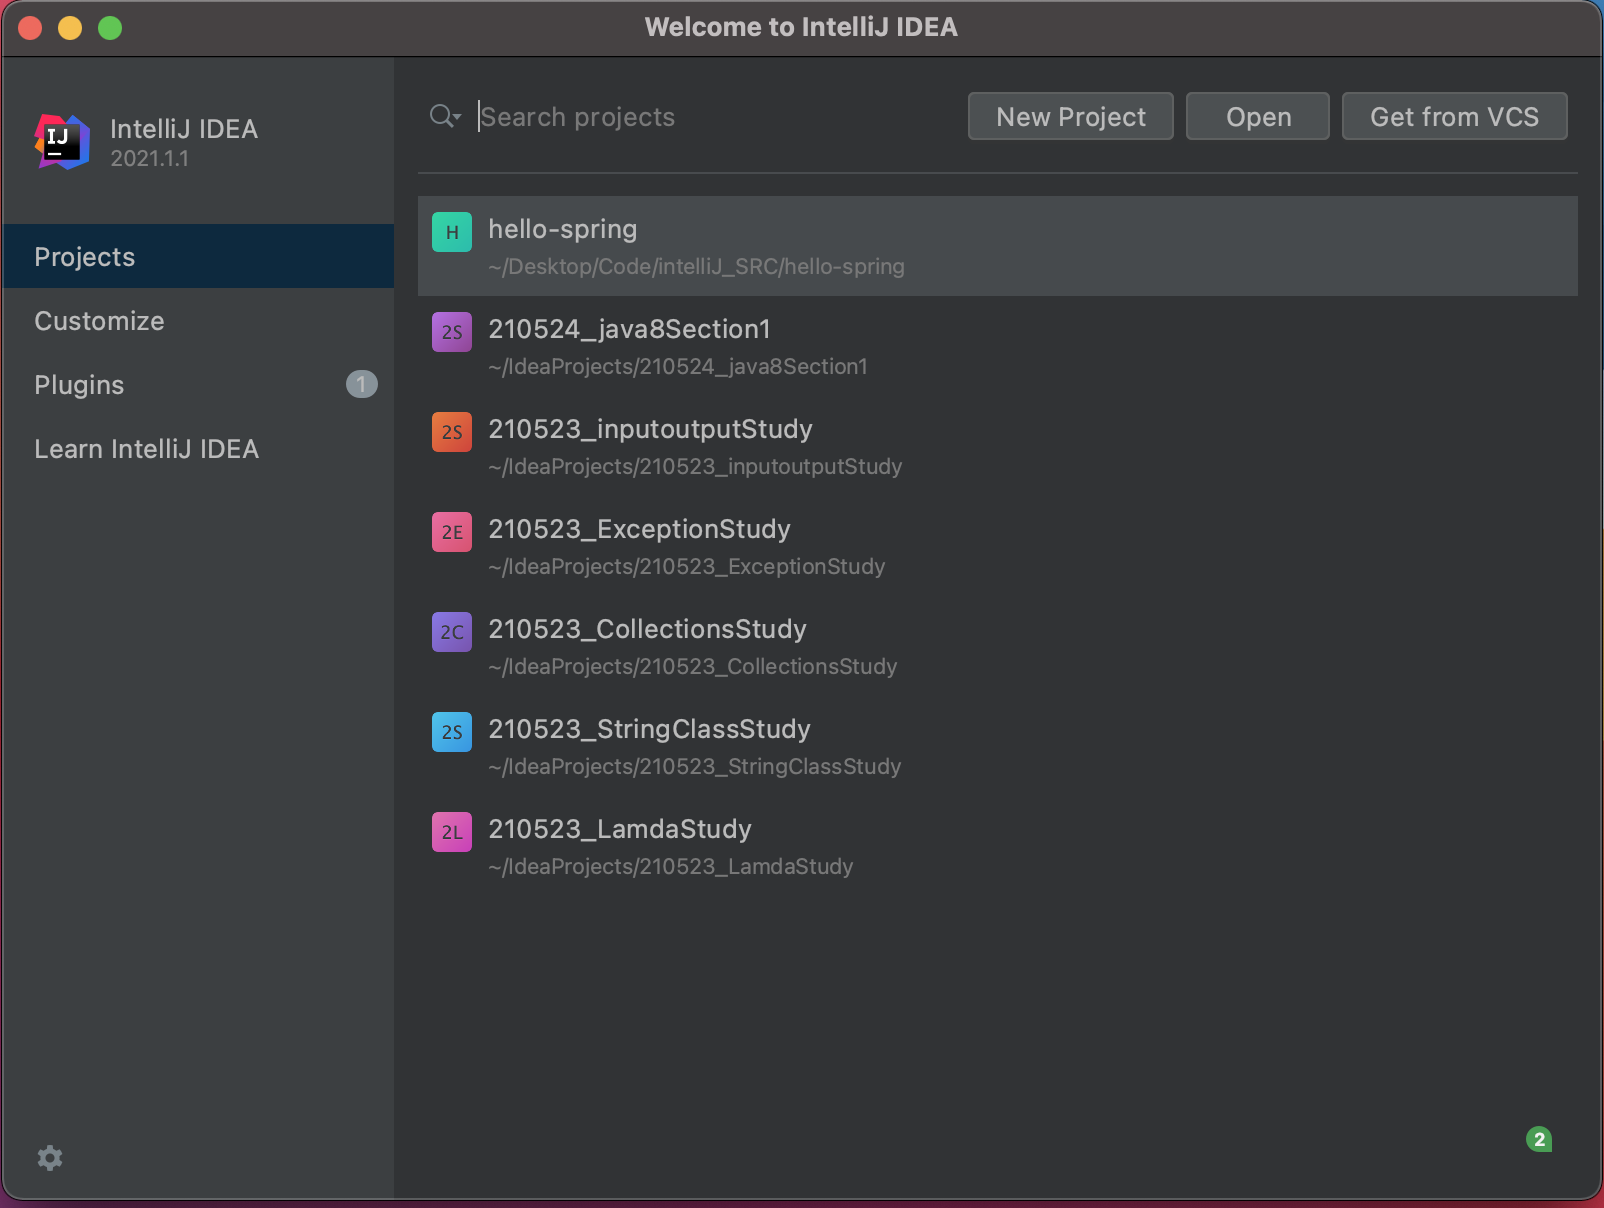 Welcome to IntelliJ IDEA
IJ
IntelliJ IDEA
2021.1.1
Projects
Customize
Plugins 1
Learn IntelliJ IDEA
Search projects
New Project
Open
Get from VCS
H
hello-spring
~/Desktop/Code/intelliJ_SRC/hello-spring
2S
210524_java8Section1
~/IdeaProjects/210524_java8Section1
2S
210523_inputoutputStudy
~/IdeaProjects/210523_inputoutputStudy
2E
210523_ExceptionStudy
~/IdeaProjects/210523_ExceptionStudy
2C
210523_CollectionsStudy
~/IdeaProjects/210523_CollectionsStudy
2S
210523_StringClassStudy
~/IdeaProjects/210523_StringClassStudy
2L
210523_LamdaStudy
~/IdeaProjects/210523_LamdaStudy
2